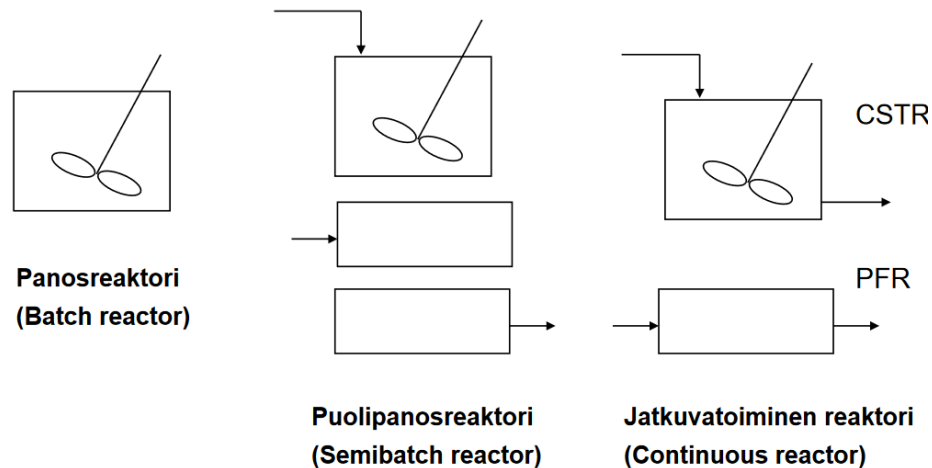 CSTR
Panosreaktori
(Batch reactor)
PFR
Puolipanosreaktori
(Semibatch reactor)
Jatkuvatoiminen reaktori
(Continuous reactor)